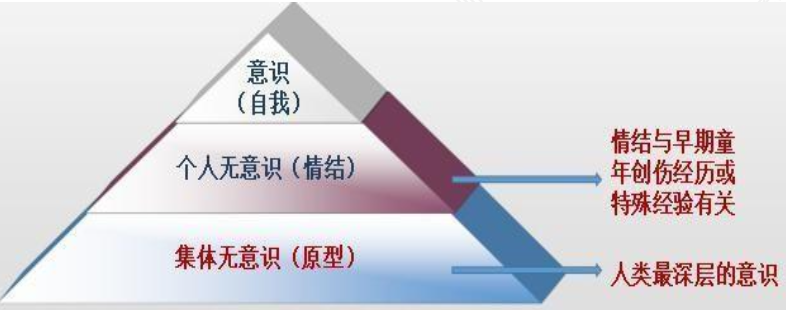 意识
（自我）
个人无意识（情结）
情结与早期童
年创伤经历或
特殊经验有关
集体无意识（原型）
人类最深层的意识